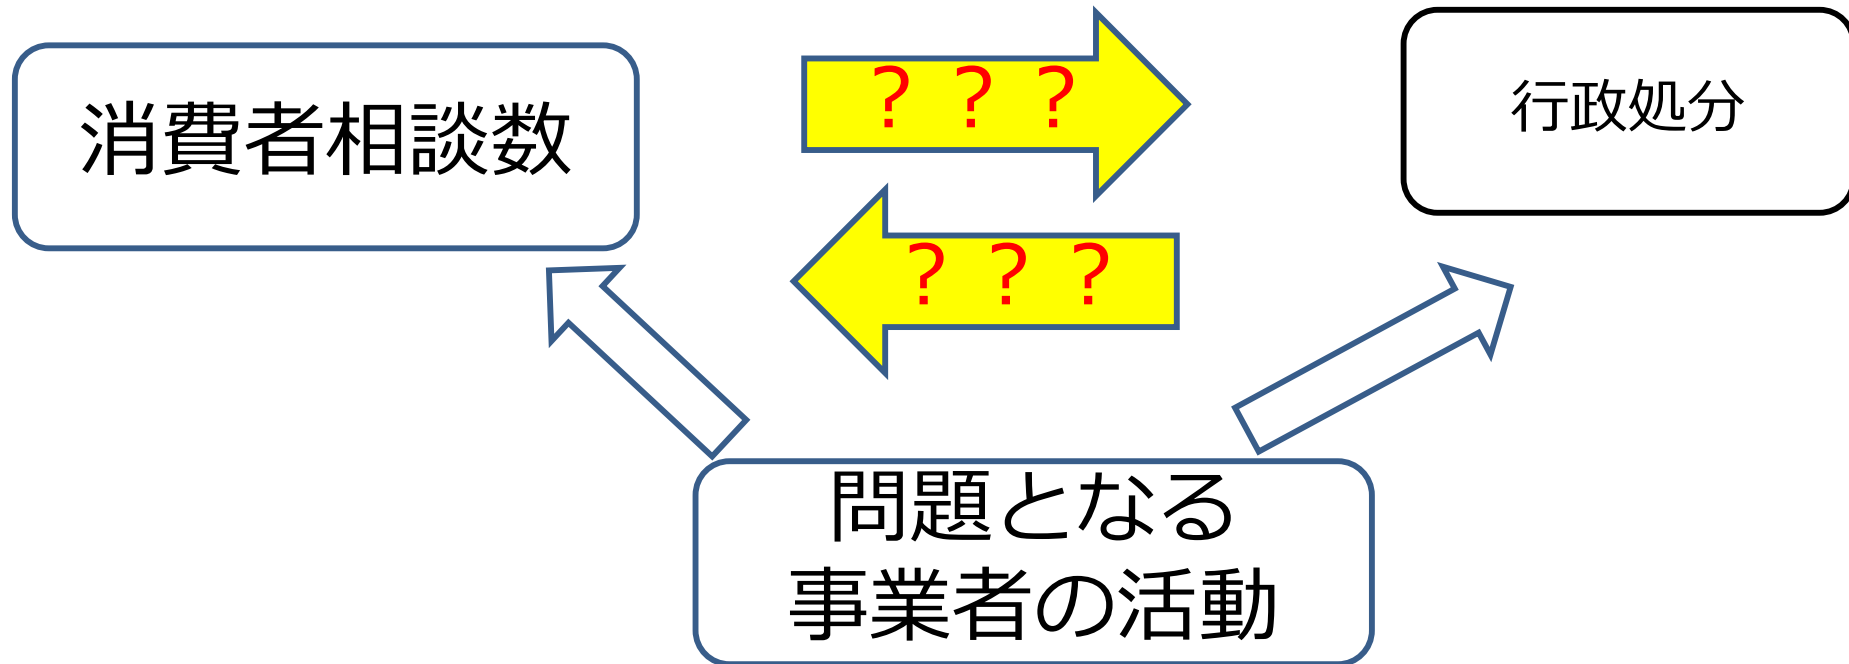 消費者相談数
？？？
行政処分
？？？
問題となる
事業者の活動